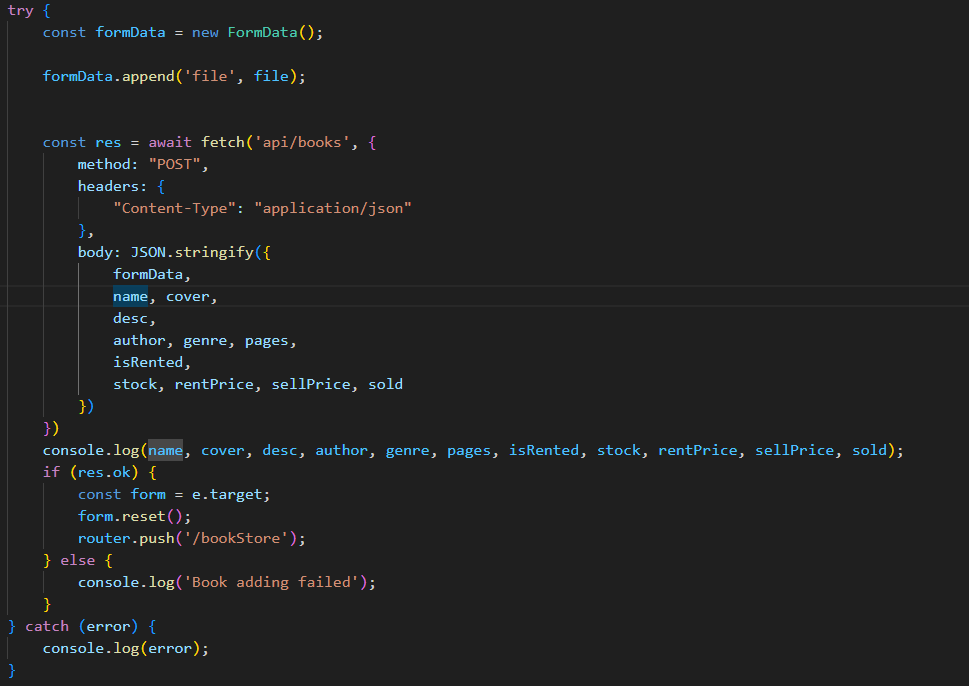 try {
    const formData = new FormData();
    formData.append('file', file);
    const res = await fetch('api/books', {
        method: "POST",
        headers: {
            "Content-Type": "application/json"
        },
        body: JSON.stringify({
            formData,
            name, cover,
            desc,
            author, genre, pages,
            isRented,
            stock, rentPrice, sellPrice, sold
        })
    })
    console.log(name, cover, desc, author, genre, pages, isRented, stock, rentPrice, sellPrice, sold);
    if (res.ok) {
        const form = e.target;
        form.reset();
        router.push('/bookStore');
    } else {
        console.log('Book adding failed');
    }
} catch (error) {
    console.log(error);
}